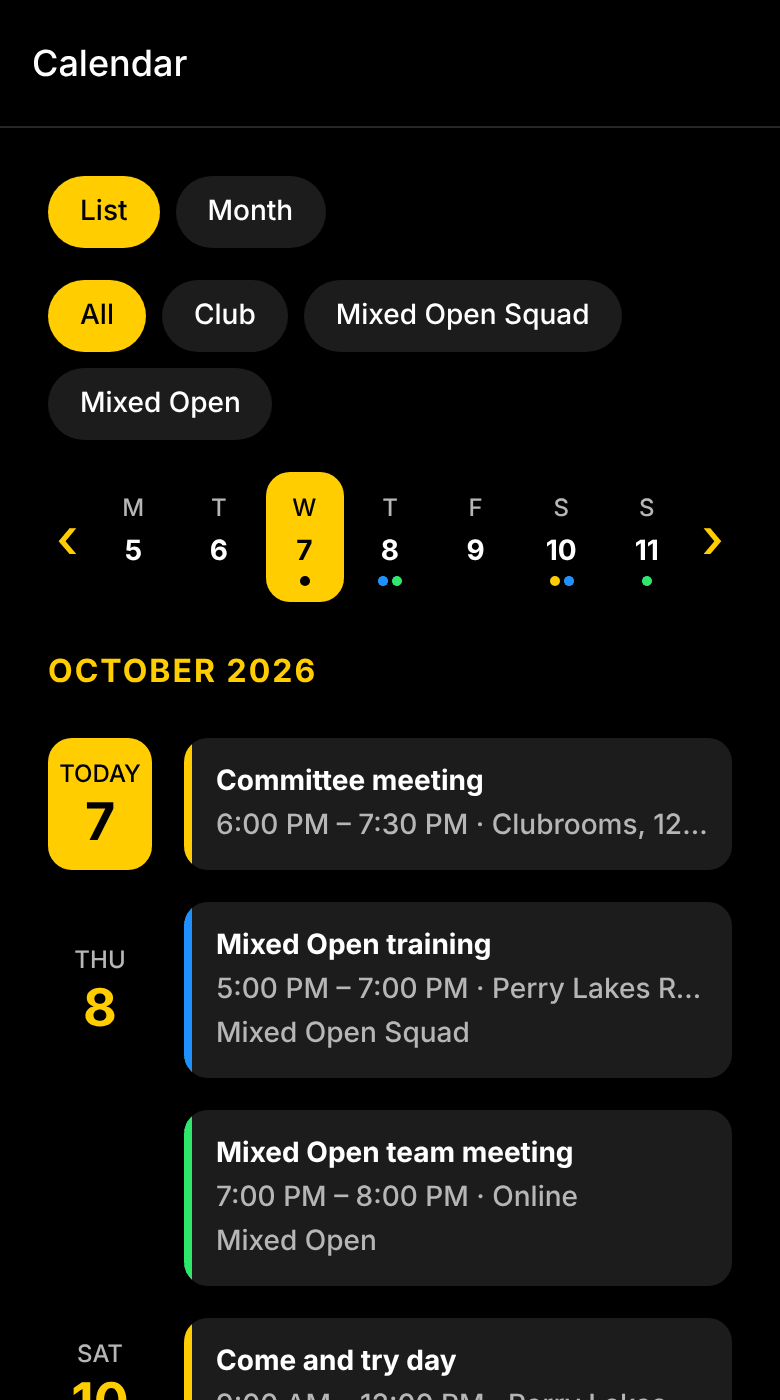 Calendar
List Month
All Club Mixed Open Squad
Mixed Open
M T W T F S S
‹ 5 6 7 8 9 10 11 ›
OCTOBER 2026
TODAY
7
Committee meeting
6:00 PM – 7:30 PM · Clubrooms, 12…
THU
8
Mixed Open training
5:00 PM – 7:00 PM · Perry Lakes R…
Mixed Open Squad
Mixed Open team meeting
7:00 PM – 8:00 PM · Online
Mixed Open
SAT
10
Come and try day